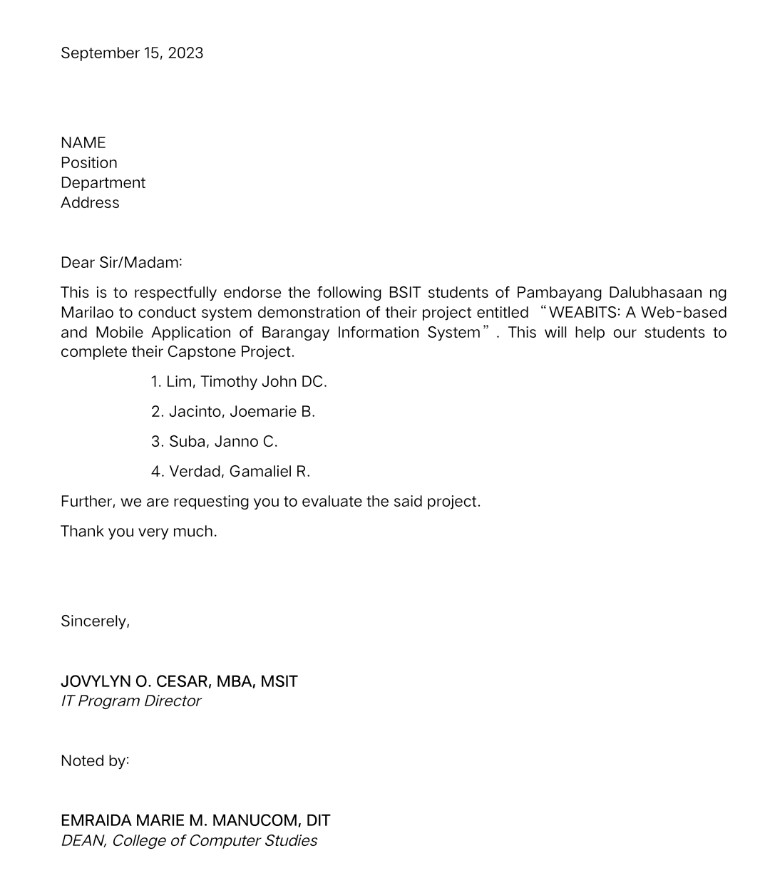 September 15, 2023
NAME
Position
Department
Address
Dear Sir/Madam:
This is to respectfully endorse the following BSIT students of Pambayang Dalubhasaan ng
Marilao to conduct system demonstration of their project entitled “WEABITS: A Web-based
and Mobile Application of Barangay Information System”. This will help our students to
complete their Capstone Project.
1. Lim, Timothy John DC.
2. Jacinto, Joemarie B.
3. Suba, Janno C.
4. Verdad, Gamaliel R.
Further, we are requesting you to evaluate the said project.
Thank you very much.
Sincerely,
JOVYLYN O. CESAR, MBA, MSIT
IT Program Director
Noted by:
EMRAIDA MARIE M. MANUCOM, DIT
DEAN, College of Computer Studies